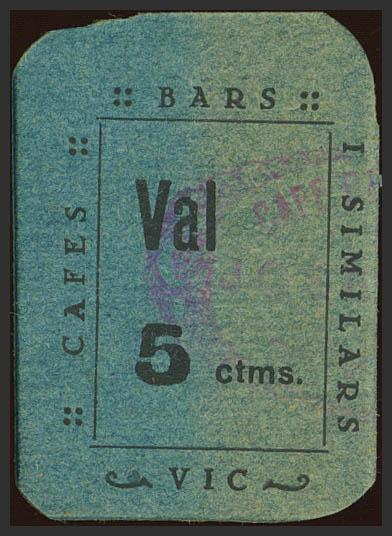 BARS
CAFES
I SIMILARS
Val
5 ctms.
VIC